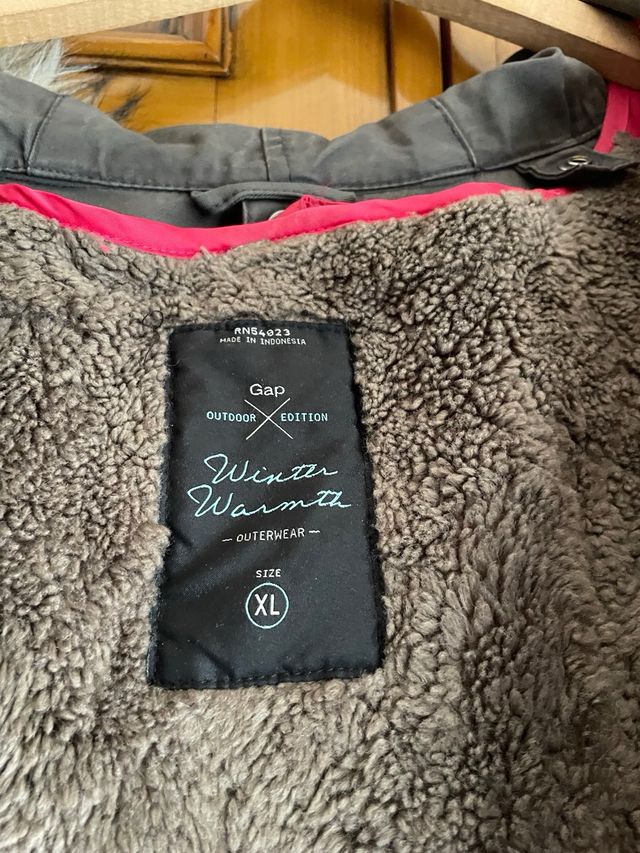 RN54023
MADE IN INDONESIA
Gap
OUTDOOR EDITION
Winter
Warmth
— OUTERWEAR —
SIZE
XL